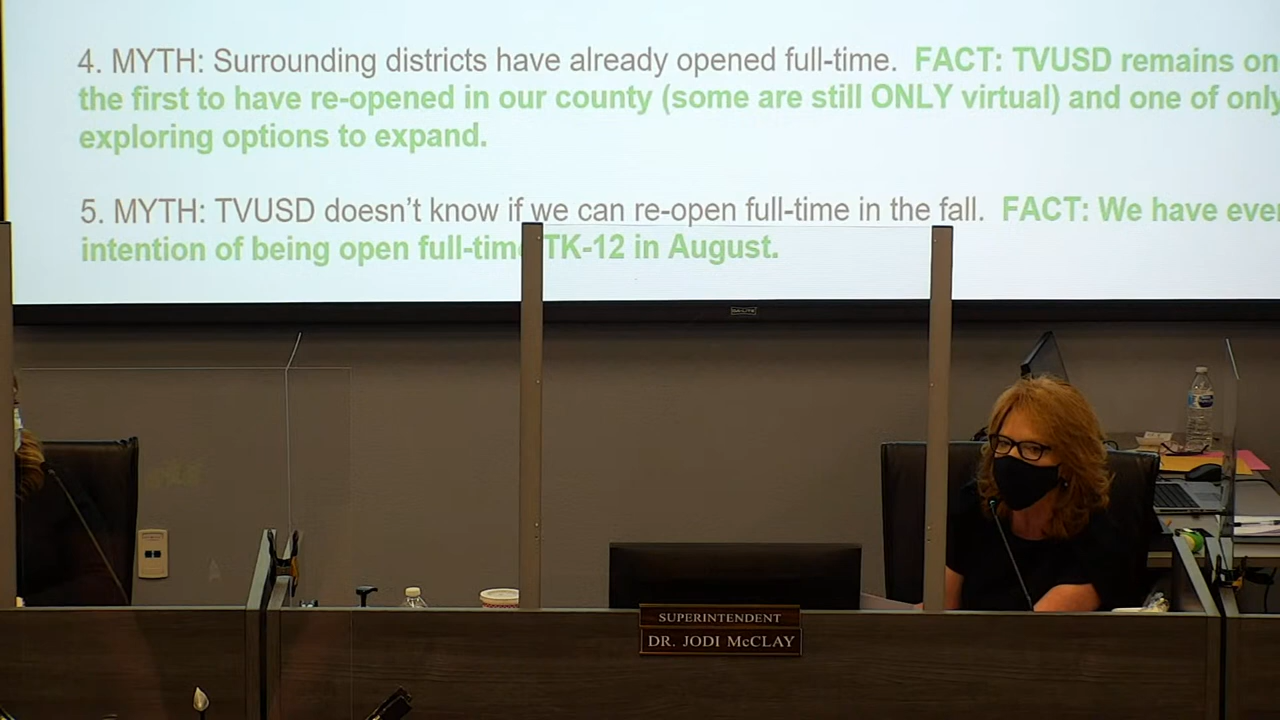 4. MYTH: Surrounding districts have already opened full-time. FACT: TVUSD remains on
the first to have re-opened in our county (some are still ONLY virtual) and one of only
exploring options to expand.
5. MYTH: TVUSD doesn't know if we can re-open full-time in the fall. FACT: We have ever
intention of being open full-time TK-12 in August.
DA-LITE
SUPERINTENDENT
DR. JODI McCLAY